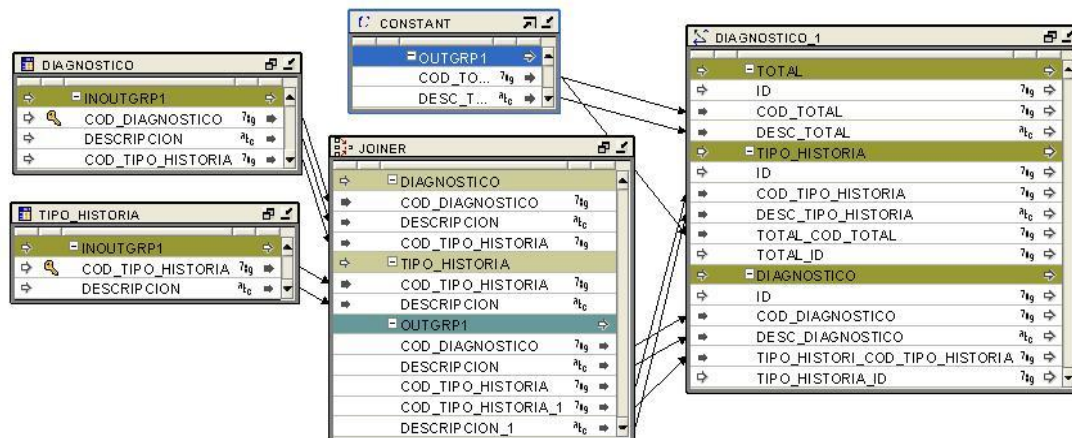 DIAGNOSTICO
INOUTGRP1
COD_DIAGNOSTICO
DESCRIPCION
COD_TIPO_HISTORIA
TIPO_HISTORIA
INOUTGRP1
COD_TIPO_HISTORIA
DESCRIPCION
CONSTANT
OUTGRP1
COD_TO...
DESC_T...
JOINER
DIAGNOSTICO
COD_DIAGNOSTICO
DESCRIPCION
COD_TIPO_HISTORIA
TIPO_HISTORIA
COD_TIPO_HISTORIA
DESCRIPCION
OUTGRP1
COD_DIAGNOSTICO
DESCRIPCION
COD_TIPO_HISTORIA
COD_TIPO_HISTORIA_1
DESCRIPCION_1
DIAGNOSTICO_1
TOTAL
ID
COD_TOTAL
DESC_TOTAL
TIPO_HISTORIA
ID
COD_TIPO_HISTORIA
DESC_TIPO_HISTORIA
TOTAL_COD_TOTAL
TOTAL_ID
DIAGNOSTICO
ID
COD_DIAGNOSTICO
DESC_DIAGNOSTICO
TIPO_HISTORI_COD_TIPO_HISTORIA
TIPO_HISTORIA_ID